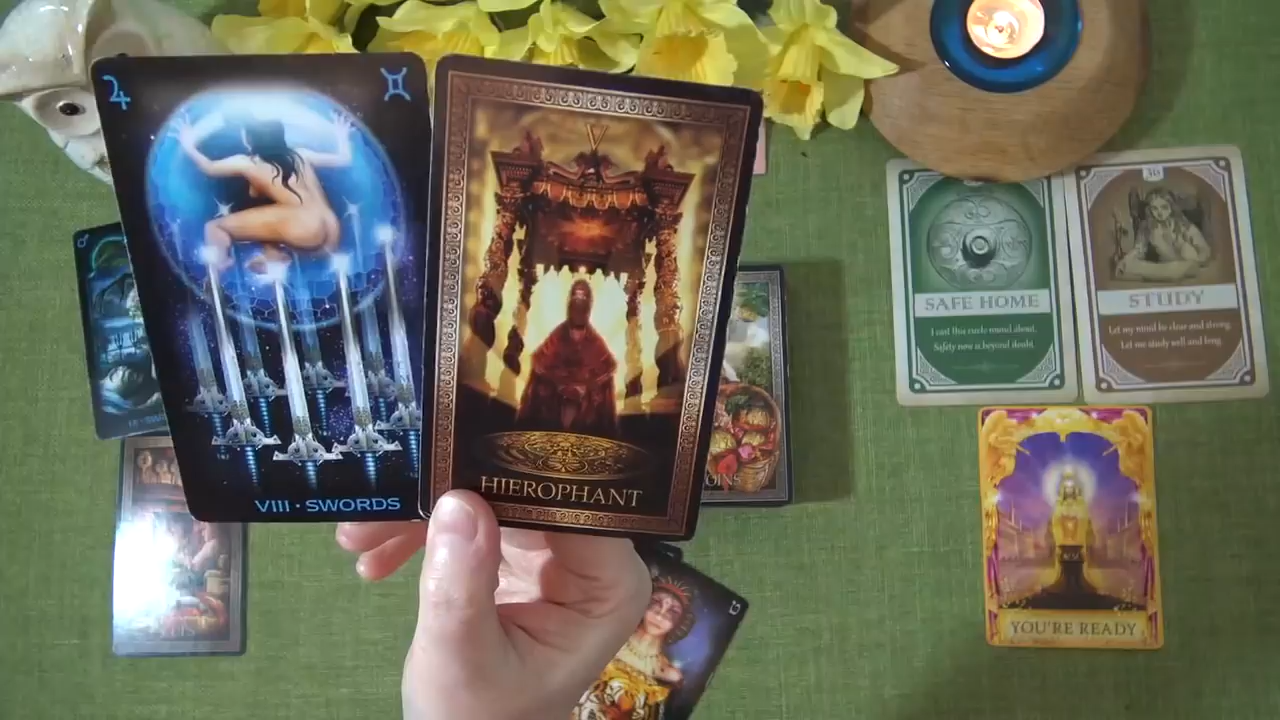 VIII · SWORDS
V
HIEROPHANT
OINS
SAFE HOME
I cast this circle round about.
Safety now is beyond doubt.
36
STUDY
Let my mind be clear and strong.
Let me study well and long.
YOU'RE READY